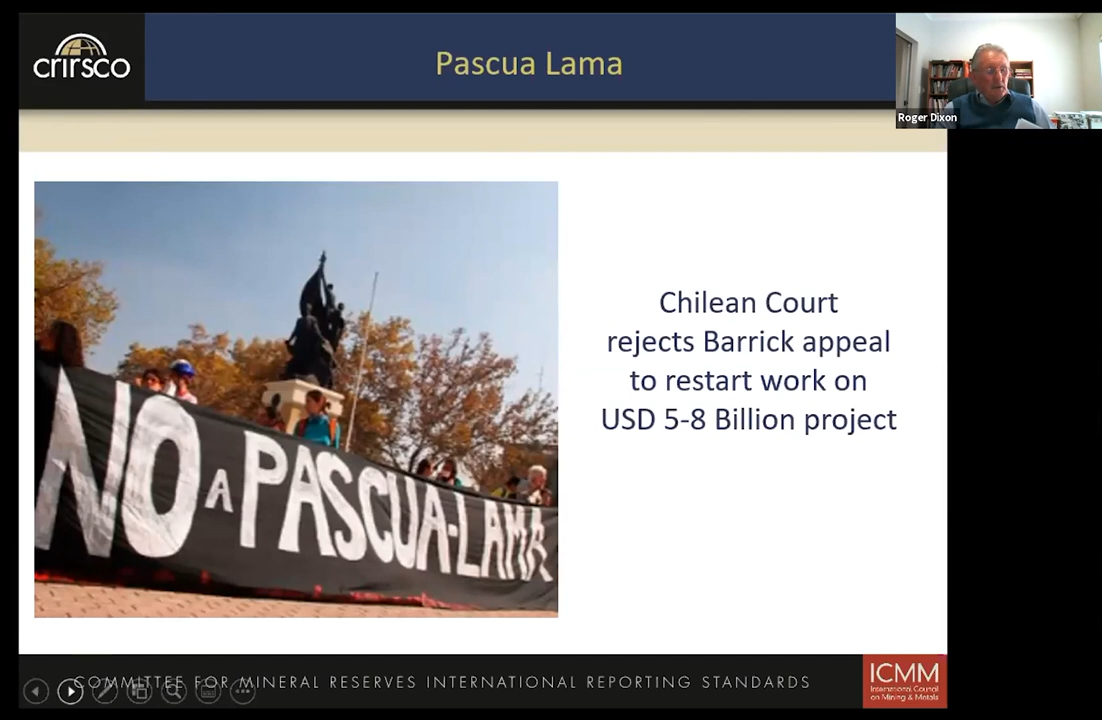 crirsco
Pascua Lama
Roger Dixon
Chilean Court
rejects Barrick appeal
to restart work on
USD 5-8 Billion project
NO A PASCUA-LAMA
COMMITTEE FOR MINERAL RESERVES INTERNATIONAL REPORTING STANDARDS
ICMM
International Council
on Mining & Metals